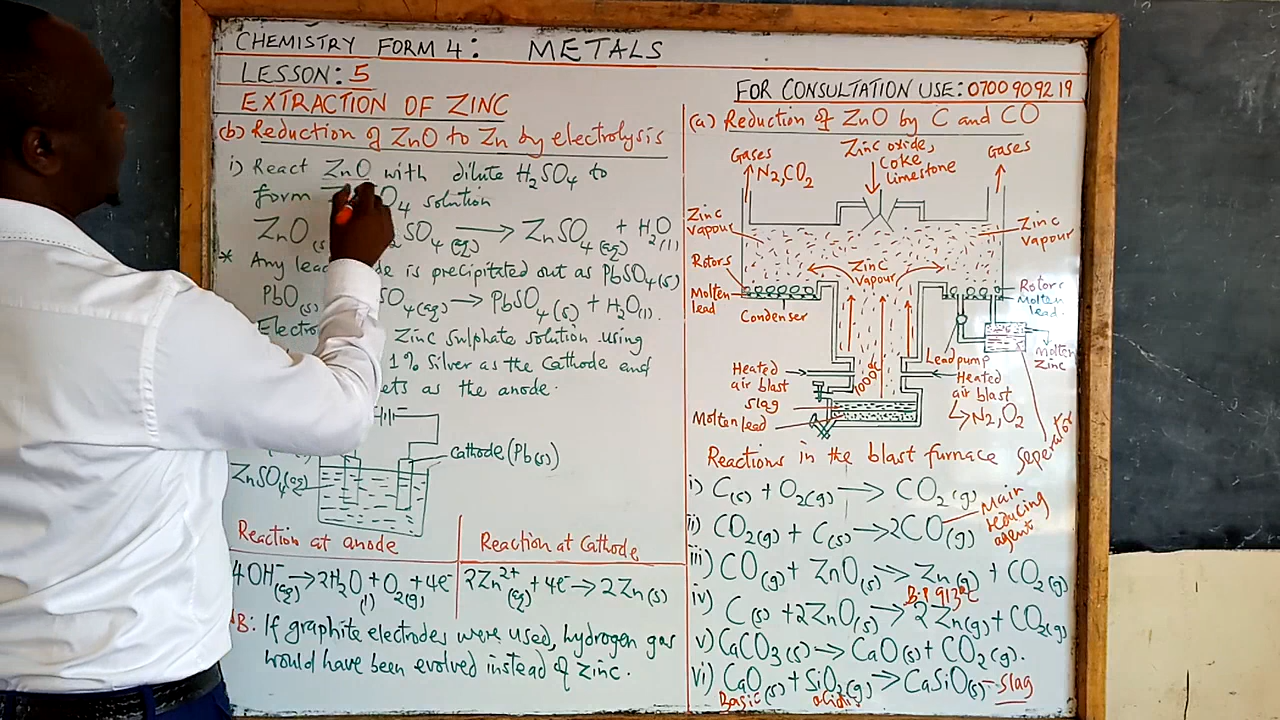 CHEMISTRY FORM 4: METALS
LESSON: 5
FOR CONSULTATION USE: 0700 909219
EXTRACTION OF ZINC
(b) Reduction of ZnO to Zn by electrolysis
i) React ZnO with dilute H2SO4 to
form O4 solution
ZnO(s SO4(aq) → ZnSO4(aq) + H2O(l)
* Any lead is precipitated out as PbSO4(s)
PbO(s) SO4(aq) → PbSO4(s) + H2O(l).
Electro Zinc sulphate solution using
1% Silver as the Cathode and
ets as the anode.
cathode (Pb(s))
ZnSO4(aq)
Reaction at anode
4OH⁻(aq) → 2H2O(l) + O2(g) + 4e⁻
Reaction at Cathode
2Zn²⁺(aq) + 4e⁻ → 2Zn(s)
B: If graphite electrodes were used, hydrogen gas
would have been evolved instead of Zinc.
(a) Reduction of ZnO by C and CO
Gases
N2, CO2
Zinc oxide,
Coke
limestone
Gases
Zinc
vapour
Zinc
vapour
Zinc
vapour
Rotors
Molten
lead
Condenser
Rotors
Molten
lead.
Lead pump
Molten
Zinc
Heated
air blast
1000°C
Heated
air blast
N2, O2
slag
Molten lead
Seperator
Reactions in the blast furnace
i) C(s) + O2(g) → CO2(g)
ii) CO2(g) + C(s) → 2CO(g)
Main
reducing
agent
iii) CO(g) + ZnO(s) → Zn(g) + CO2(g)
B.P 913°C
iv) C(s) + 2ZnO(s) → 2Zn(g) + CO2(g)
v) CaCO3(s) → CaO(s) + CO2(g).
vi) CaO(s) + SiO2(g) → CaSiO(s) - slag
Basic acidic